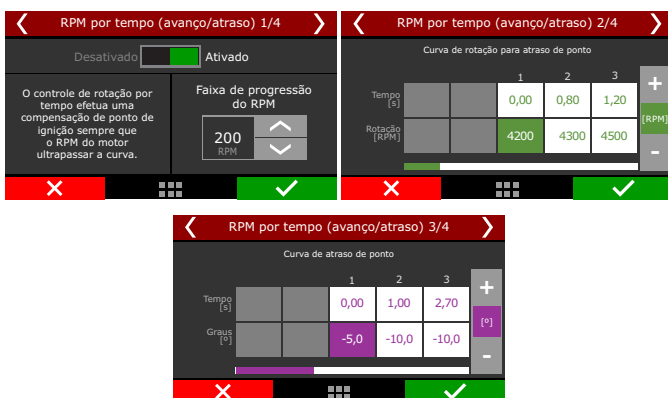 RPM por tempo (avanço/atraso) 1/4
Desativado
Ativado
O controle de rotação por
tempo efetua uma
compensação de ponto de
ignição sempre que
o RPM do motor
ultrapassar a curva.
Faixa de progressão
do RPM
200
RPM
RPM por tempo (avanço/atraso) 2/4
Curva de rotação para atraso de ponto
1 2 3
Tempo
[s]
0,00 0,80 1,20
Rotação
[RPM]
4200 4300 4500
+
[RPM]
-
RPM por tempo (avanço/atraso) 3/4
Curva de atraso de ponto
1 2 3
Tempo
[s]
0,00 1,00 2,70
Graus
[º]
-5,0 -10,0 -10,0
+
[º]
-